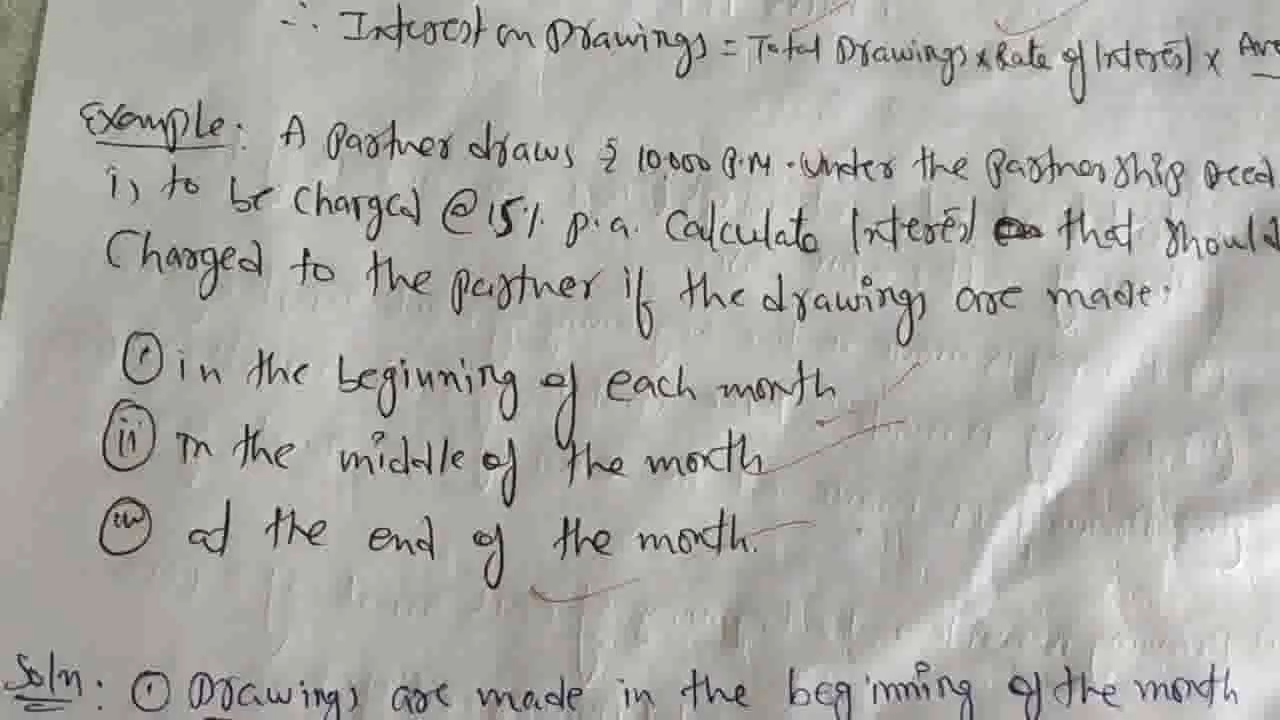 ∴ Interest on Drawings = Total Drawings x Rate of Interest x Ave
Example: A Partner draws ₹ 10,000 P.M. Under the Partnership Deed
is to be charged @ 15% p.a. Calculate Interest that should
Charged to the partner if the drawings are made:
(i) in the beginning of each month
(ii) in the middle of the month
(iii) at the end of the month.
Soln: (i) Drawings are made in the beginning of the month